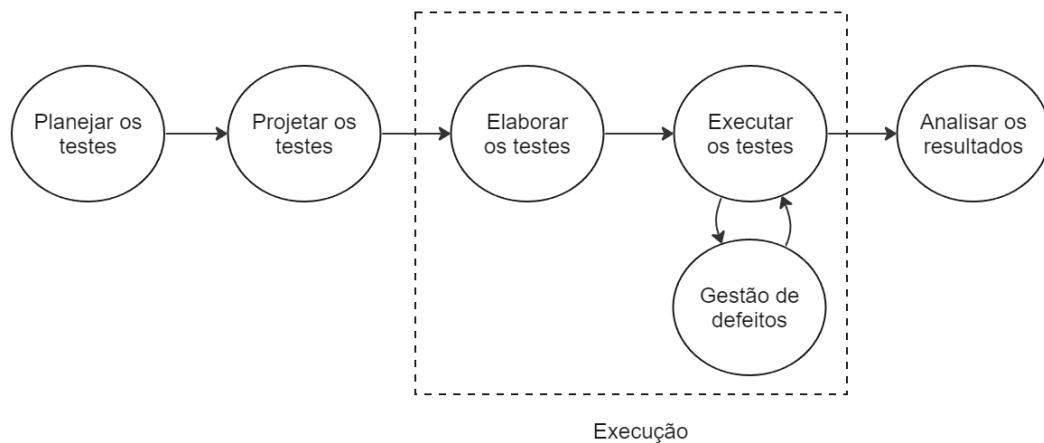 Planejar os
testes
Projetar os
testes
Elaborar
os testes
Executar
os testes
Analisar os
resultados
Gestão de
defeitos
Execução